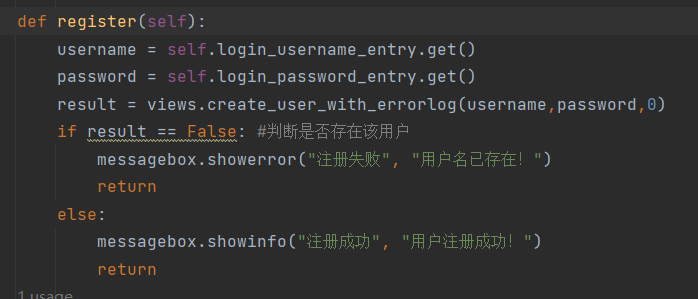 def register(self):
username = self.login_username_entry.get()
password = self.login_password_entry.get()
result = views.create_user_with_errorlog(username,password,0)
if result == False: #判断是否存在该用户
messagebox.showerror("注册失败", "用户名已存在！")
return
else:
messagebox.showinfo("注册成功", "用户注册成功！")
return
1 usage